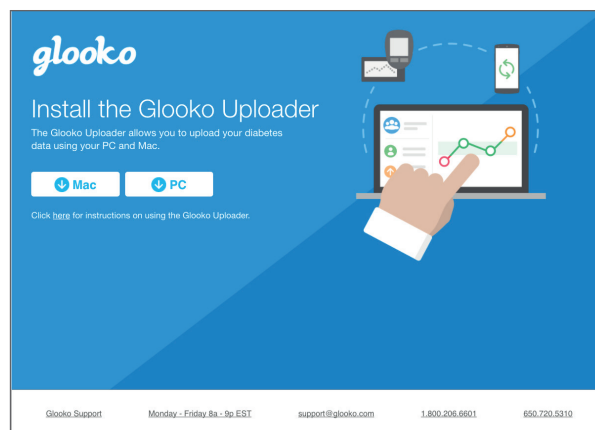 glooko
Install the Glooko Uploader
The Glooko Uploader allows you to upload your diabetes
data using your PC and Mac.
Mac
PC
Click here for instructions on using the Glooko Uploader.
Glooko Support
Monday - Friday 8a - 9p EST
support@glooko.com
1.800.206.6601
650.720.5310